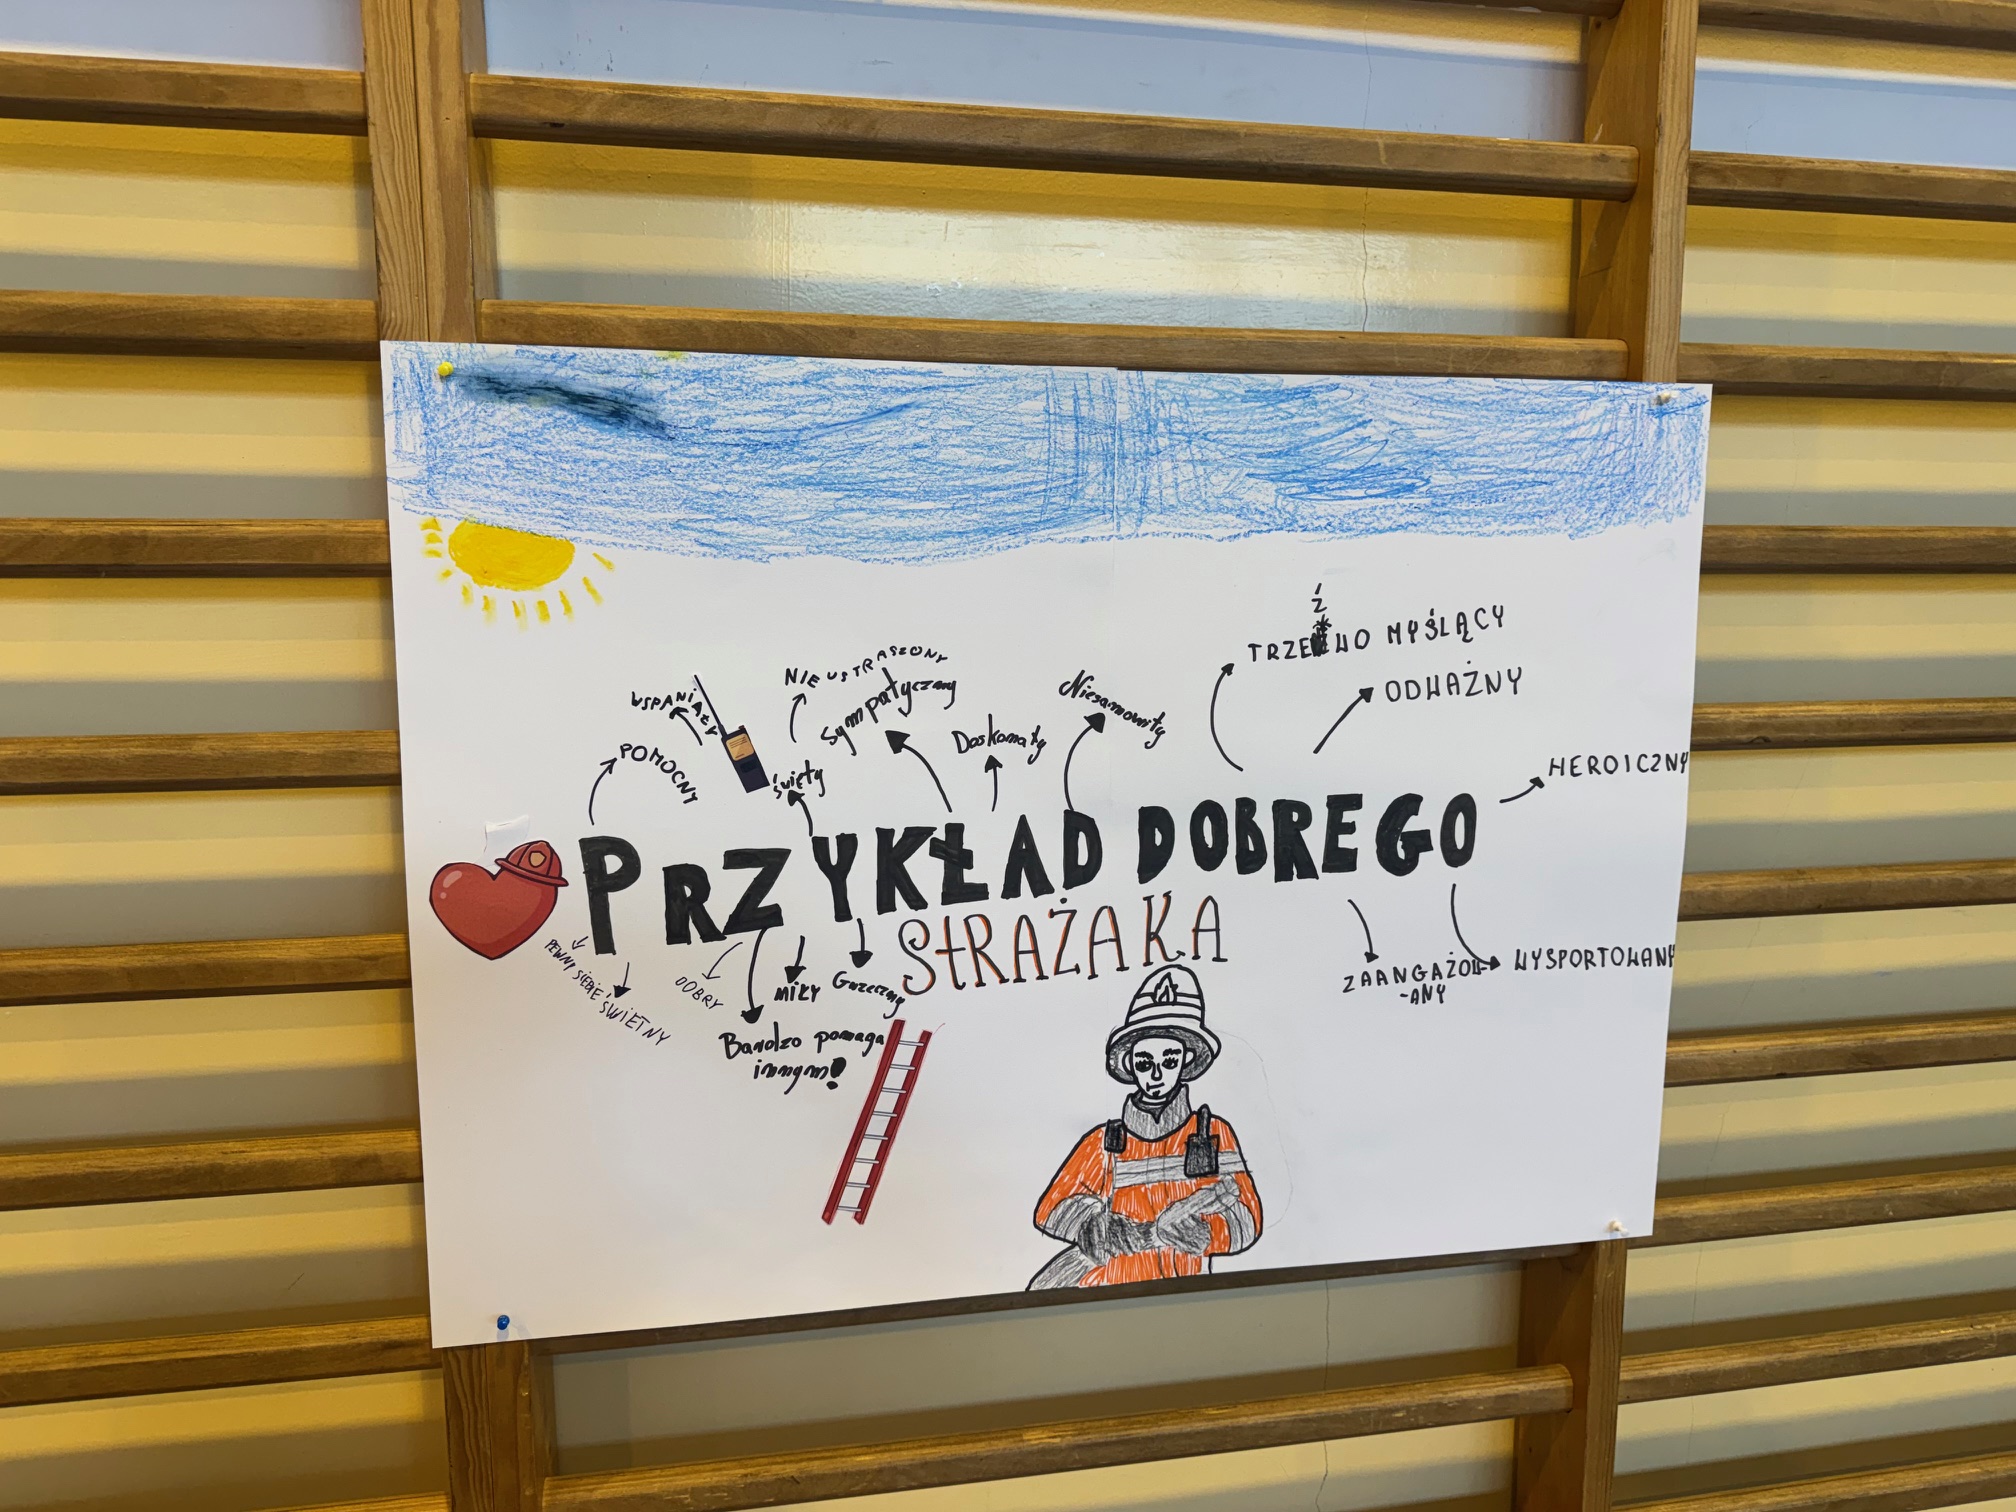 NIEUSTRASZONY
WSPANIAŁY
Sympatyczny
POMOCNY
święty
Doskonały
Niesamowity
TRZEŹWO MYŚLĄCY
ODWAŻNY
HEROICZNY
PRZYKŁAD DOBREGO
STRAŻAKA
PEWNY SIEBIE
ŚWIETNY
DOBRY
MIŁY
Grzeczny
Bardzo pomaga
innym!
ZAANGAŻOW
-ANY
WYSPORTOWANY